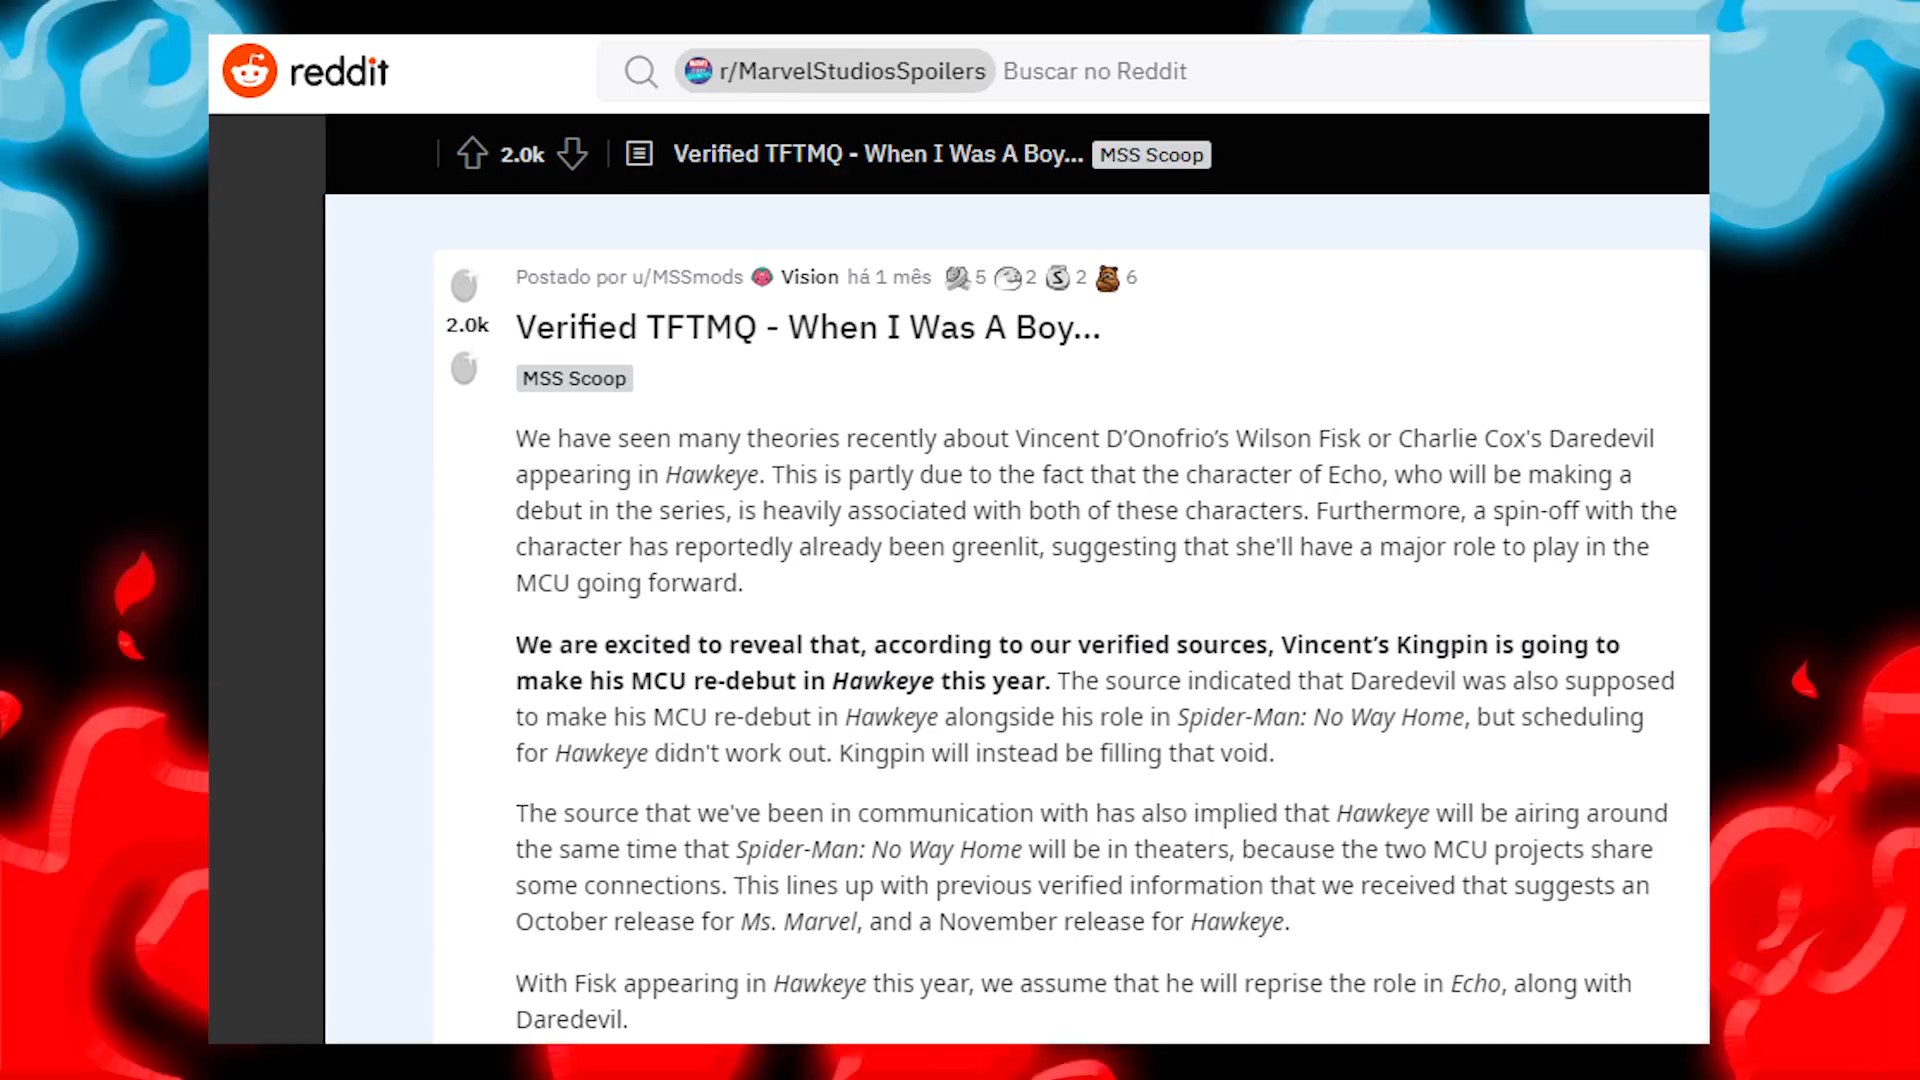 reddit
r/MarvelStudiosSpoilers Buscar no Reddit
2.0k Verified TFTMQ - When I Was A Boy... MSS Scoop
Postado por u/MSSmods Vision há 1 mês 5 2 2 6
2.0k
Verified TFTMQ - When I Was A Boy...
MSS Scoop
We have seen many theories recently about Vincent D’Onofrio’s Wilson Fisk or Charlie Cox's Daredevil
appearing in Hawkeye. This is partly due to the fact that the character of Echo, who will be making a
debut in the series, is heavily associated with both of these characters. Furthermore, a spin-off with the
character has reportedly already been greenlit, suggesting that she'll have a major role to play in the
MCU going forward.
We are excited to reveal that, according to our verified sources, Vincent’s Kingpin is going to
make his MCU re-debut in Hawkeye this year. The source indicated that Daredevil was also supposed
to make his MCU re-debut in Hawkeye alongside his role in Spider-Man: No Way Home, but scheduling
for Hawkeye didn't work out. Kingpin will instead be filling that void.
The source that we've been in communication with has also implied that Hawkeye will be airing around
the same time that Spider-Man: No Way Home will be in theaters, because the two MCU projects share
some connections. This lines up with previous verified information that we received that suggests an
October release for Ms. Marvel, and a November release for Hawkeye.
With Fisk appearing in Hawkeye this year, we assume that he will reprise the role in Echo, along with
Daredevil.